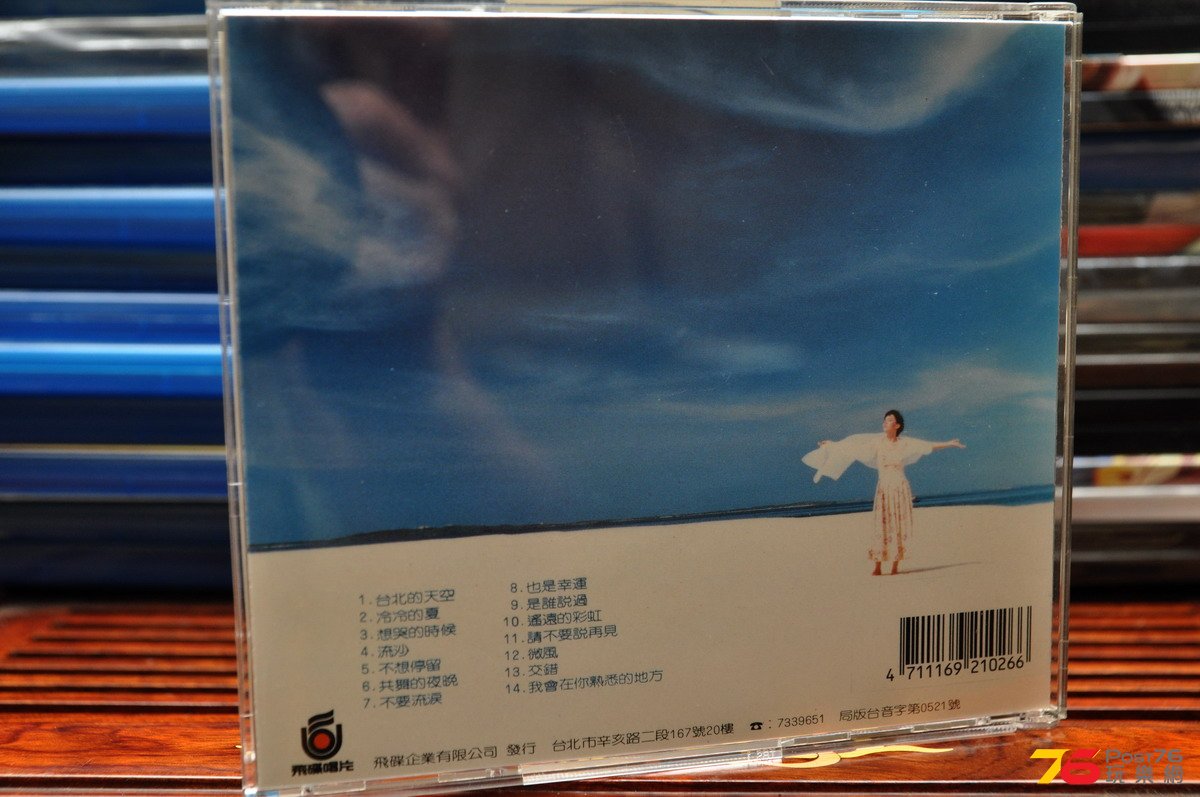 1.台北的天空
2.冷冷的夏
3.想哭的時候
4.流沙
5.不想停留
6.共舞的夜晚
7.不要流淚
8.也是幸運
9.是誰説過
10.遙遠的彩虹
11.請不要説再見
12.微風
13.交錯
14.我會在你熟悉的地方
4 711169 210266
飛碟唱片
飛碟企業有限公司 發行 台北市辛亥路二段167號20樓 ☎：7339651 局版台音字第0521號
76 Post76
玩樂網